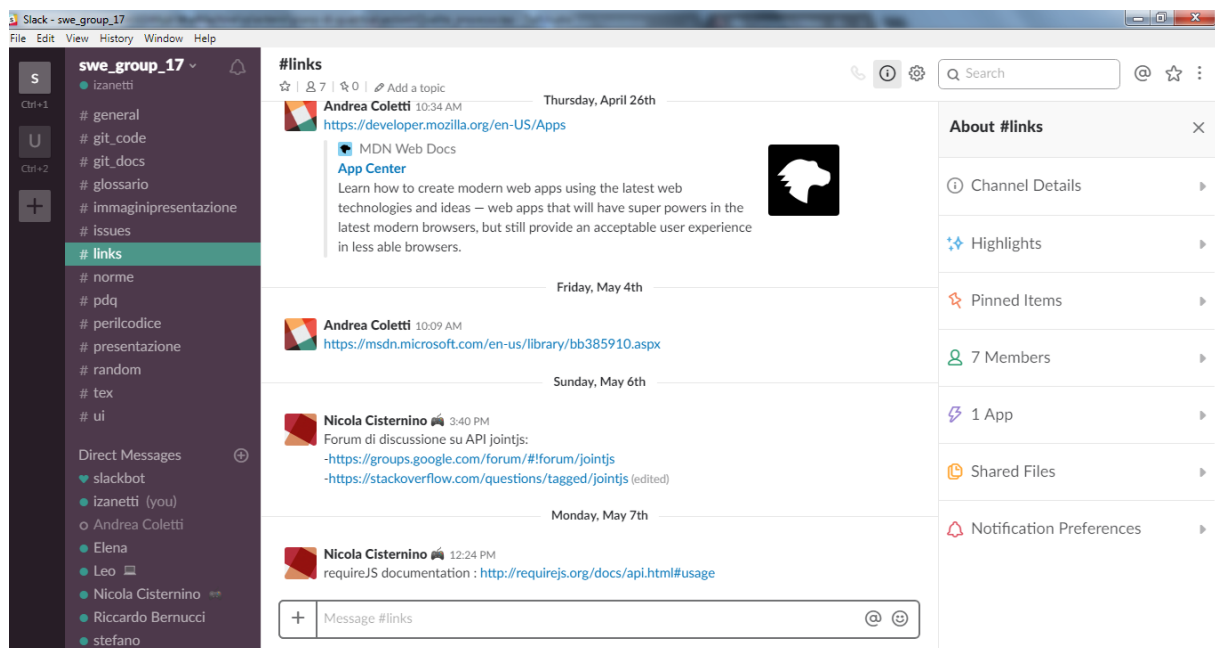 Slack - swe_group_17
File Edit View History Window Help
S
Ctrl+1
U
Ctrl+2
swe_group_17
izanetti
# general
# git_code
# git_docs
# glossario
# immaginipresentazione
# issues
# links
# norme
# pdq
# perilcodice
# presentazione
# random
# tex
# ui
Direct Messages
slackbot
izanetti (you)
Andrea Coletti
Elena
Leo
Nicola Cisternino
Riccardo Bernucci
stefano
#links
7 | 0 | Add a topic
Search
Thursday, April 26th
Andrea Coletti 10:34 AM
https://developer.mozilla.org/en-US/Apps
MDN Web Docs
App Center
Learn how to create modern web apps using the latest web
technologies and ideas — web apps that will have super powers in the
latest modern browsers, but still provide an acceptable user experience
in less able browsers.
Friday, May 4th
Andrea Coletti 10:09 AM
https://msdn.microsoft.com/en-us/library/bb385910.aspx
Sunday, May 6th
Nicola Cisternino 3:40 PM
Forum di discussione su API jointjs:
-https://groups.google.com/forum/#!forum/jointjs
-https://stackoverflow.com/questions/tagged/jointjs (edited)
Monday, May 7th
Nicola Cisternino 12:24 PM
requireJS documentation : http://requirejs.org/docs/api.html#usage
Message #links
About #links
Channel Details
Highlights
Pinned Items
7 Members
1 App
Shared Files
Notification Preferences